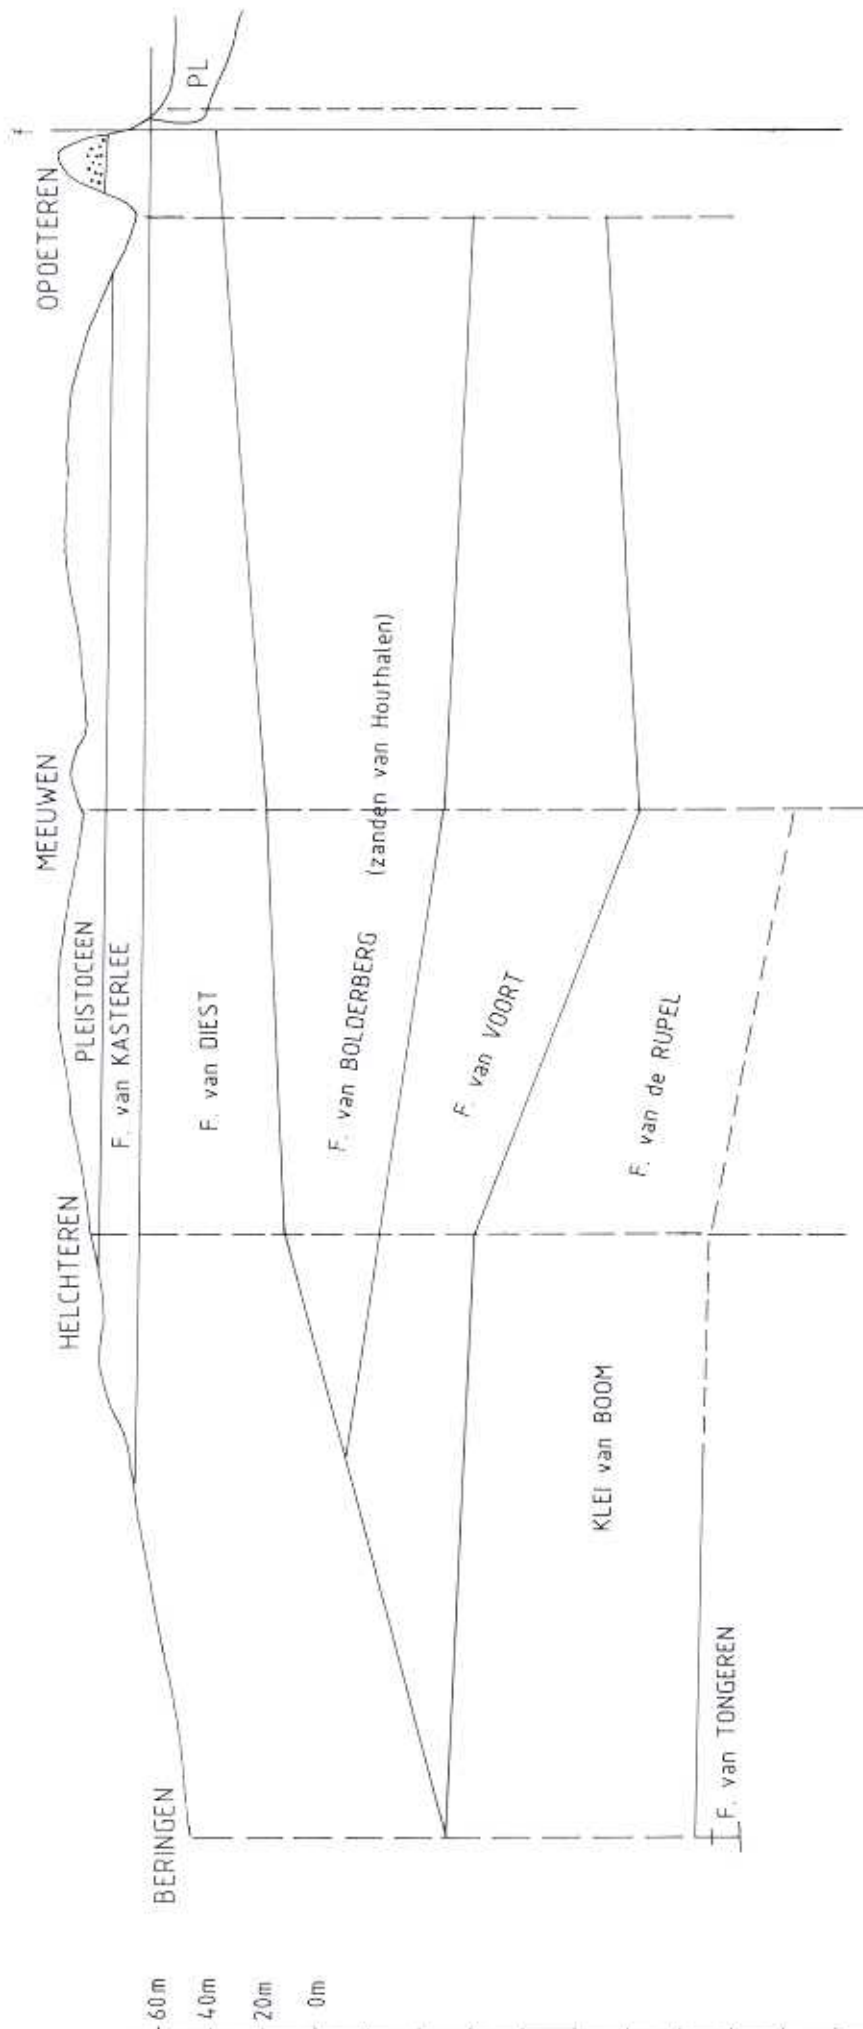 BERINGEN
HELCHTEREN
MEEUWEN
OPOETEREN
f
PLEISTOCEEN
F. van KASTERLEE
PL
F. van DIEST
F. van BOLDERBERG
(zanden van Houthalen)
F. van VOORT
F. van de RUPEL
KLEI van BOOM
F. van TONGEREN
60m
40m
20m
0m